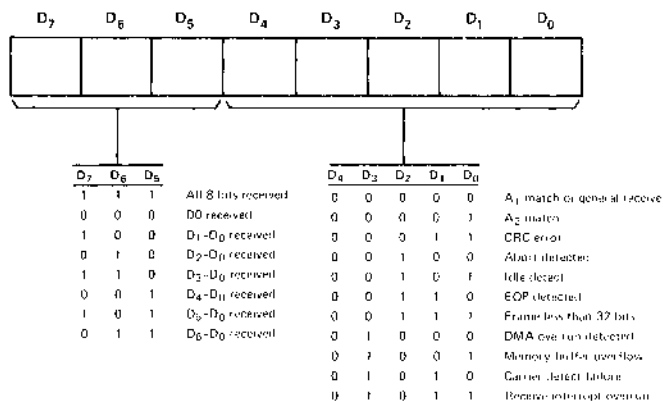 D7 D6 D5 D4 D3 D2 D1 D0
D7 D6 D5
1 1 1 All 8 bits received
0 0 0 D0 received
1 0 0 D1-D0 received
0 1 0 D2-D0 received
1 1 0 D3-D0 received
0 0 1 D4-D0 received
1 0 1 D5-D0 received
0 1 1 D6-D0 received
D4 D3 D2 D1 D0
0 0 0 0 0 A1 match or general receive
0 0 0 0 1 A2 match
0 0 0 1 1 CRC error
0 0 1 0 0 Abort detected
0 0 1 0 1 Idle detect
0 0 1 1 0 EOP detected
0 0 1 1 1 Frame less than 32 bits
0 1 0 0 0 DMA overrun detected
0 1 0 0 1 Memory buffer overflow
0 1 0 1 0 Carrier detect failure
0 1 0 1 1 Receive interrupt overrun